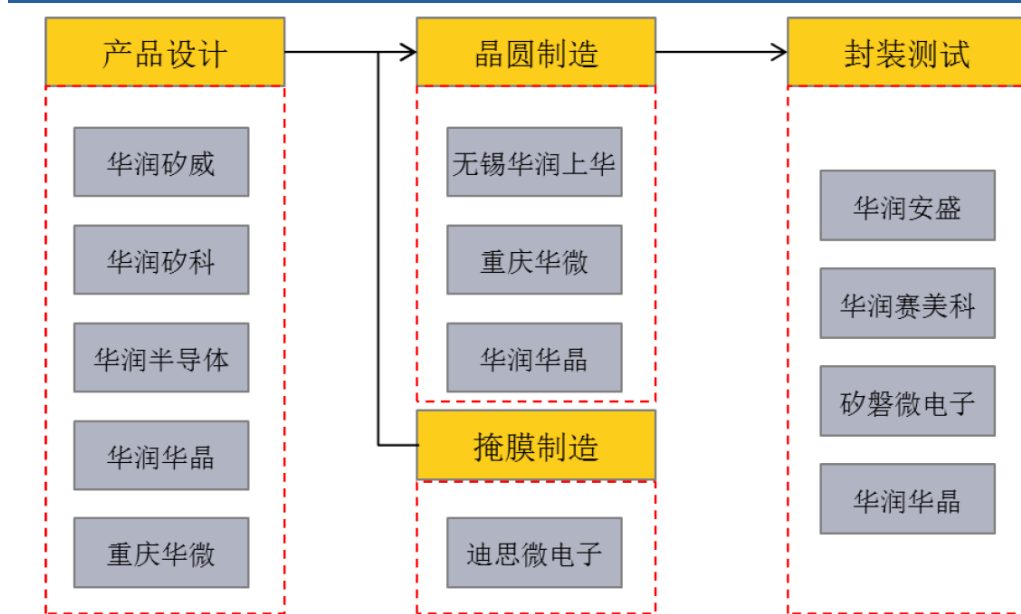 产品设计
华润矽威
华润矽科
华润半导体
华润华晶
重庆华微
晶圆制造
无锡华润上华
重庆华微
华润华晶
掩膜制造
迪思微电子
封装测试
华润安盛
华润赛美科
矽磐微电子
华润华晶